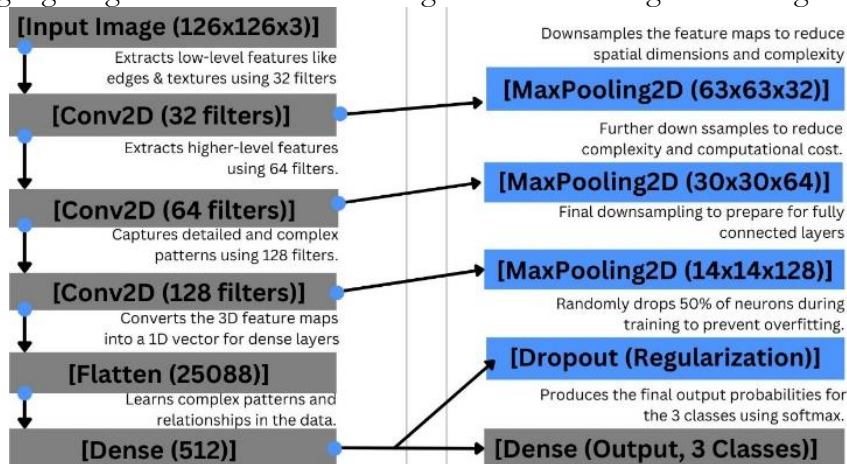 [Input Image (126x126x3)]
Extracts low-level features like
edges & textures using 32 filters
[Conv2D (32 filters)]
Extracts higher-level features
using 64 filters.
[Conv2D (64 filters)]
Captures detailed and complex
patterns using 128 filters.
[Conv2D (128 filters)]
Converts the 3D feature maps
into a 1D vector for dense layers
[Flatten (25088)]
Learns complex patterns and
relationships in the data.
[Dense (512)]
Downsamples the feature maps to reduce
spatial dimensions and complexity
[MaxPooling2D (63x63x32)]
Further down ssamples to reduce
complexity and computational cost.
[MaxPooling2D (30x30x64)]
Final downsampling to prepare for fully
connected layers
[MaxPooling2D (14x14x128)]
Randomly drops 50% of neurons during
training to prevent overfitting.
[Dropout (Regularization)]
Produces the final output probabilities for
the 3 classes using softmax.
[Dense (Output, 3 Classes)]